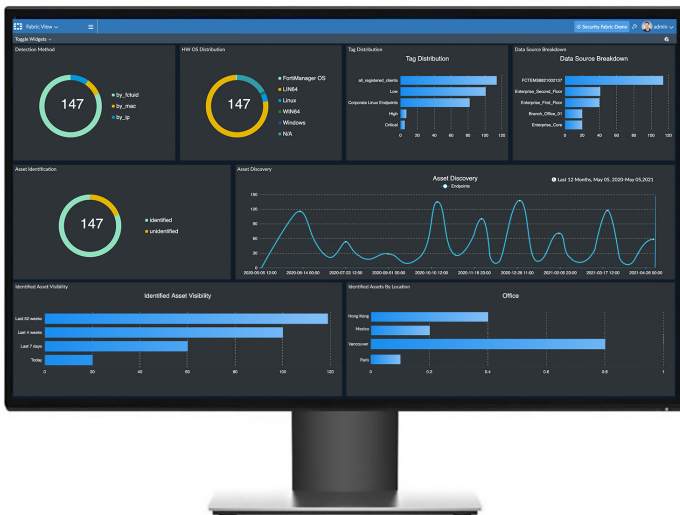 Fabric View
Security Fabric Demo
admin
Toggle Widgets
Detection Method
147
by_fctuid
by_mac
by_ip
HW OS Distribution
147
FortiManager OS
LIN64
Linux
WIN64
Windows
N/A
Tag Distribution
Tag Distribution
all_registered_clients
Low
Corporate Linux Endpoints
High
Critical
0 20 40 60 80 100 120
Data Source Breakdown
Data Source Breakdown
Enterprise_Second_Floor
Enterprise_First_Floor
Branch_Office_01
Enterprise_Core
0 20 40 60 80 100 120
Asset Identification
147
identified
unidentified
Asset Discovery
Asset Discovery
Endpoints
Last 12 Months, May 05, 2020-May 05,2021
150
120
90
60
30
0
2020-05-05 12:00 2020-06-14 00:00 2020-07-23 12:00 2020-09-01 00:00 2020-10-10 12:00 2020-11-18 23:00 2020-12-28 11:00 2021-02-05 23:00 2021-03-17 12:00 2021-04-26 00:00
Identified Asset Visibility
Identified Asset Visibility
Last 52 weeks
Last 4 weeks
Last 7 days
Today
0 20 40 60 80 100 120
Identified Assets By Location
Office
Hong Kong
Mexico
Vancouver
Paris
0 0.2 0.4 0.6 0.8 1